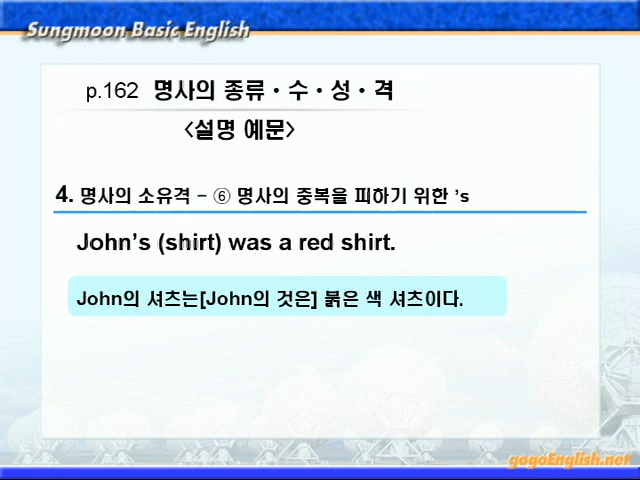 Sungmoon Basic English
p.162 명사의 종류 • 수 • 성 • 격
<설명 예문>
4. 명사의 소유격 - ⑥ 명사의 중복을 피하기 위한 ’s
John’s (shirt) was a red shirt.
John의 셔츠는[John의 것은] 붉은 색 셔츠이다.
gogoEnglish.net